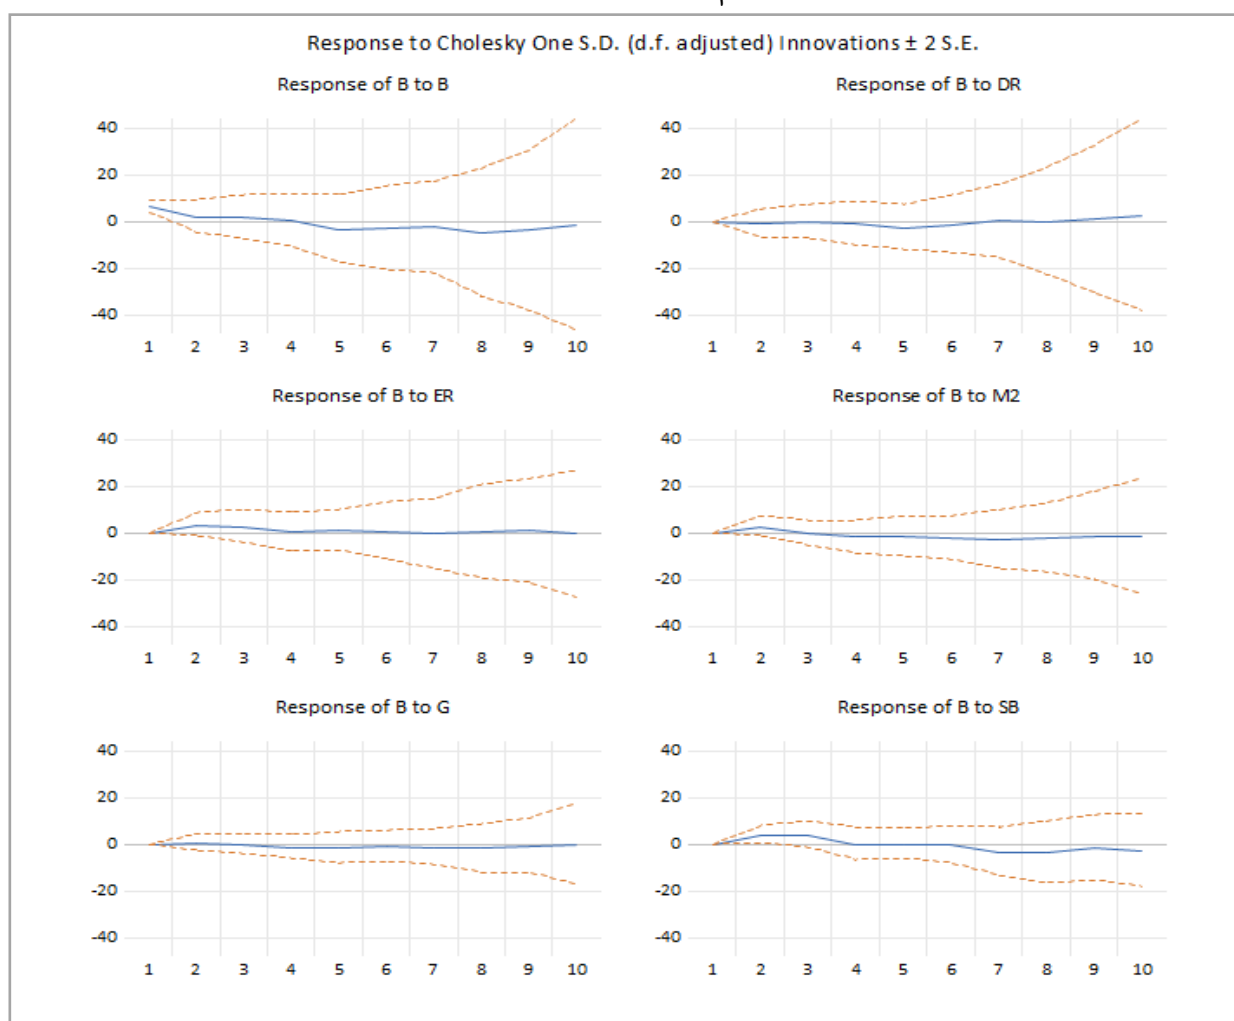 Response to Cholesky One S.D. (d.f. adjusted) Innovations ± 2 S.E.
Response of B to B
40
20
0
-20
-40
1 2 3 4 5 6 7 8 9 10
Response of B to DR
40
20
0
-20
-40
1 2 3 4 5 6 7 8 9 10
Response of B to ER
40
20
0
-20
-40
1 2 3 4 5 6 7 8 9 10
Response of B to M2
40
20
0
-20
-40
1 2 3 4 5 6 7 8 9 10
Response of B to G
40
20
0
-20
-40
1 2 3 4 5 6 7 8 9 10
Response of B to SB
40
20
0
-20
-40
1 2 3 4 5 6 7 8 9 10